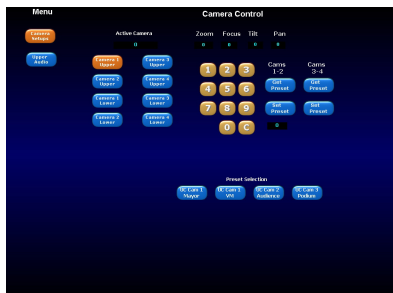 Menu
Camera Control
Camera
Setups
Upper
Audio
Active Camera
0
Zoom Focus Tilt Pan
0 0 0 0
Camera 1
Upper
Camera 3
Upper
Camera 2
Upper
Camera 4
Upper
Camera 1
Lower
Camera 3
Lower
Camera 2
Lower
Camera 4
Lower
1 2 3
4 5 6
7 8 9
0 C
Cams
1-2
Cams
3-4
Get
Preset
Get
Preset
Set
Preset
Set
Preset
0
Preset Selection
UC Cam 1
Mayor
UC Cam 1
VM
UC Cam 2
Audience
UC Cam 3
Podium